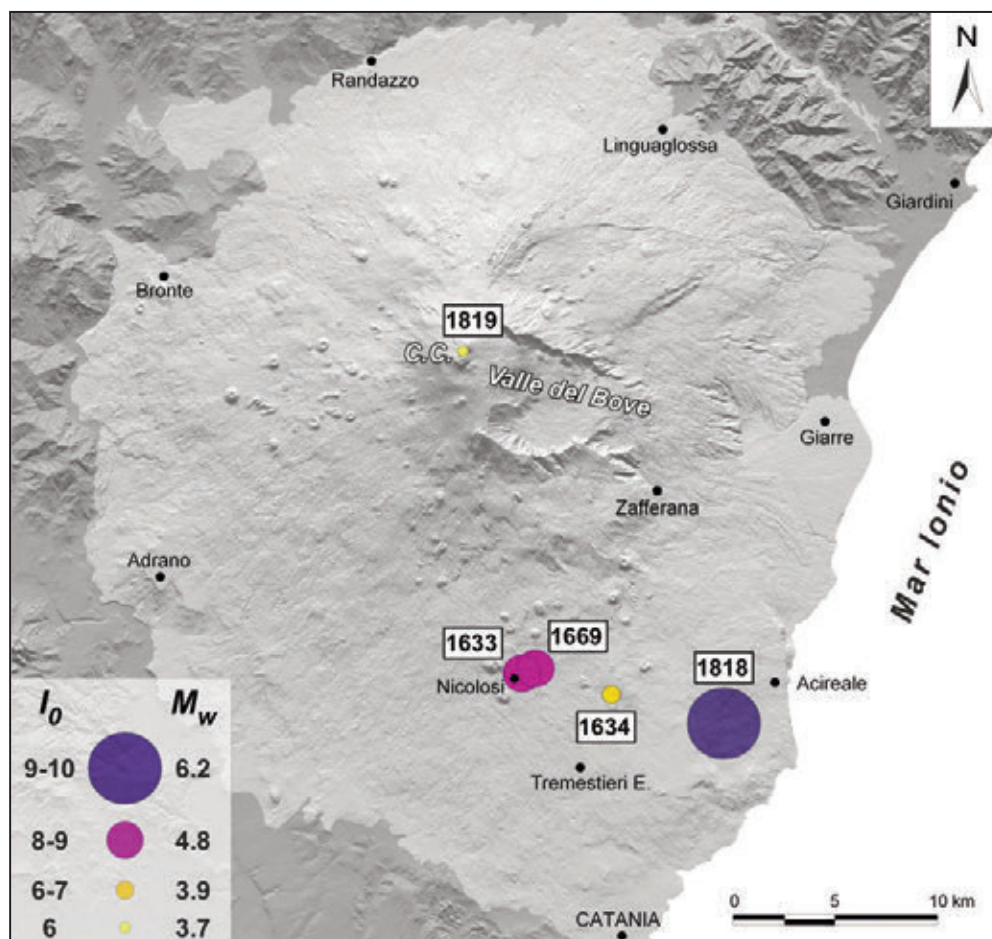 N
Randazzo
Linguaglossa
Giardini
Bronte
1819
C.C.
Valle del Bove
Giarre
Zafferana
Mar Ionio
Adrano
1633
1669
1818
Nicolosi
Acireale
1634
Tremestieri E.
I0 Mw
9-10 6.2
8-9 4.8
6-7 3.9
6 3.7
0 5 10 km
CATANIA